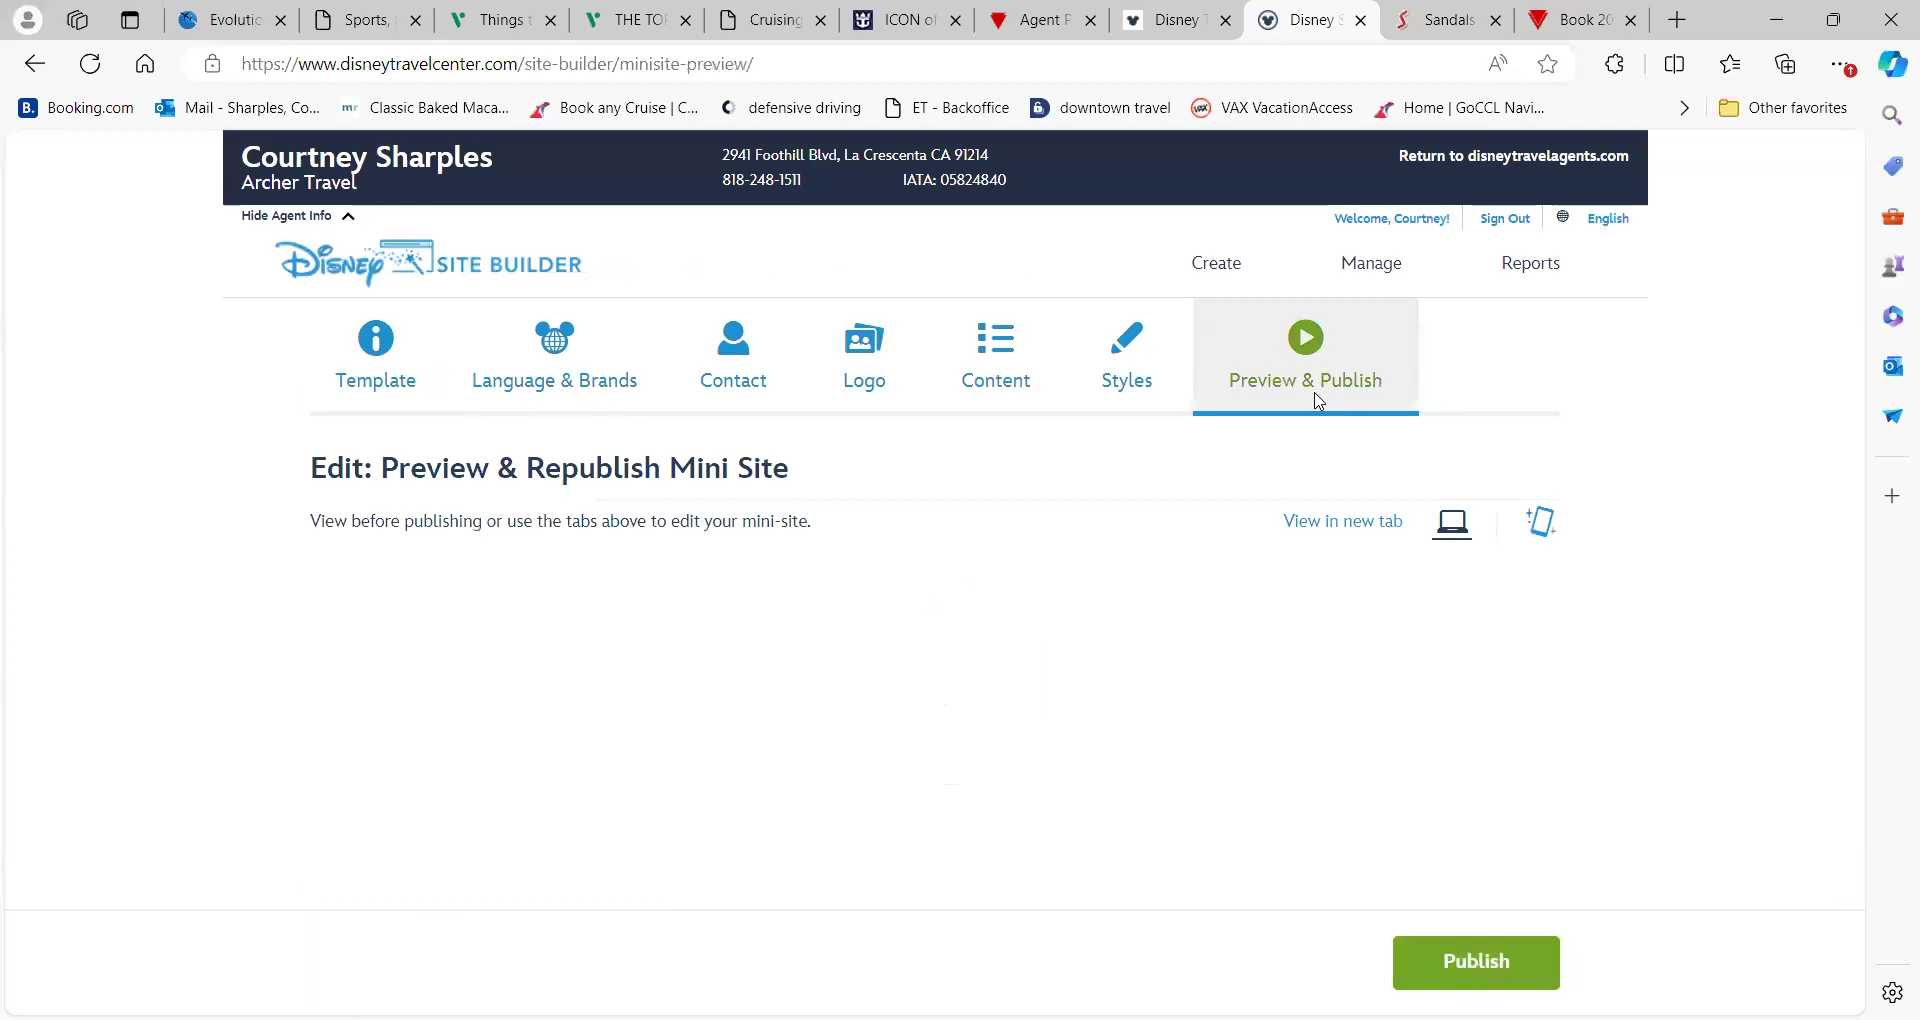 Evolutic
Sports,
Things t
THE TOP
Cruising
ICON of
Agent P
Disney T
Disney S
Sandals
Book 20
https://www.disneytravelcenter.com/site-builder/minisite-preview/
B. Booking.com
Mail - Sharples, Co...
mr Classic Baked Maca...
Book any Cruise | C...
defensive driving
ET - Backoffice
downtown travel
VAX VacationAccess
Home | GoCCL Navi...
Other favorites
Courtney Sharples
Archer Travel
2941 Foothill Blvd, La Crescenta CA 91214
818-248-1511
IATA: 05824840
Return to disneytravelagents.com
Hide Agent Info
Welcome, Courtney!
Sign Out
English
Disney SITE BUILDER
Create
Manage
Reports
Template
Language & Brands
Contact
Logo
Content
Styles
Preview & Publish
Edit: Preview & Republish Mini Site
View before publishing or use the tabs above to edit your mini-site.
View in new tab
Publish